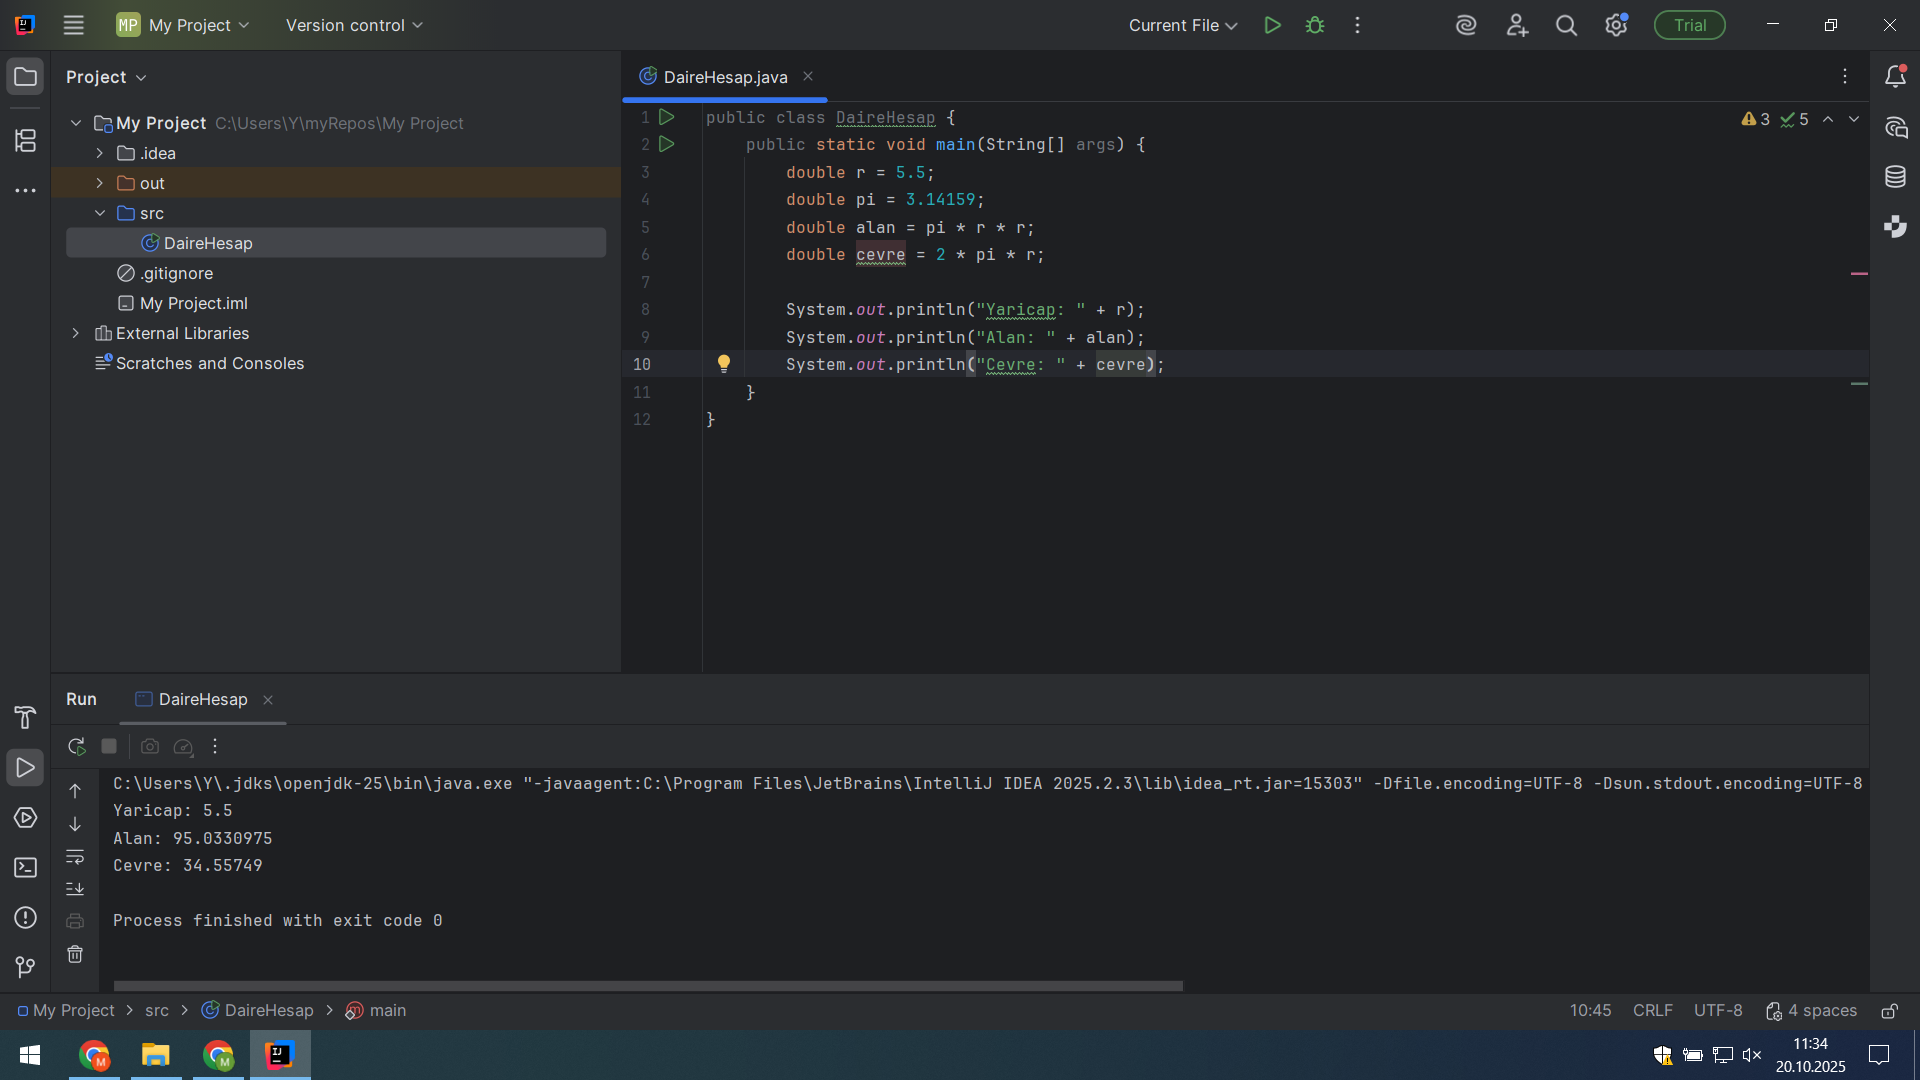 MP My Project
Version control
Current File
Trial
Project
DaireHesap.java
My Project C:\Users\Y\myRepos\My Project
.idea
out
src
DaireHesap
.gitignore
My Project.iml
External Libraries
Scratches and Consoles
3 5
1 public class DaireHesap {
2 public static void main(String[] args) {
3 double r = 5.5;
4 double pi = 3.14159;
5 double alan = pi * r * r;
6 double cevre = 2 * pi * r;
7
8 System.out.println("Yaricap: " + r);
9 System.out.println("Alan: " + alan);
10 System.out.println("Cevre: " + cevre);
11 }
12 }
Run
DaireHesap
C:\Users\Y\.jdks\openjdk-25\bin\java.exe "-javaagent:C:\Program Files\JetBrains\IntelliJ IDEA 2025.2.3\lib\idea_rt.jar=15303" -Dfile.encoding=UTF-8 -Dsun.stdout.encoding=UTF-8
Yaricap: 5.5
Alan: 95.0330975
Cevre: 34.55749
Process finished with exit code 0
My Project > src > DaireHesap > main
10:45 CRLF UTF-8 4 spaces
11:34
20.10.2025